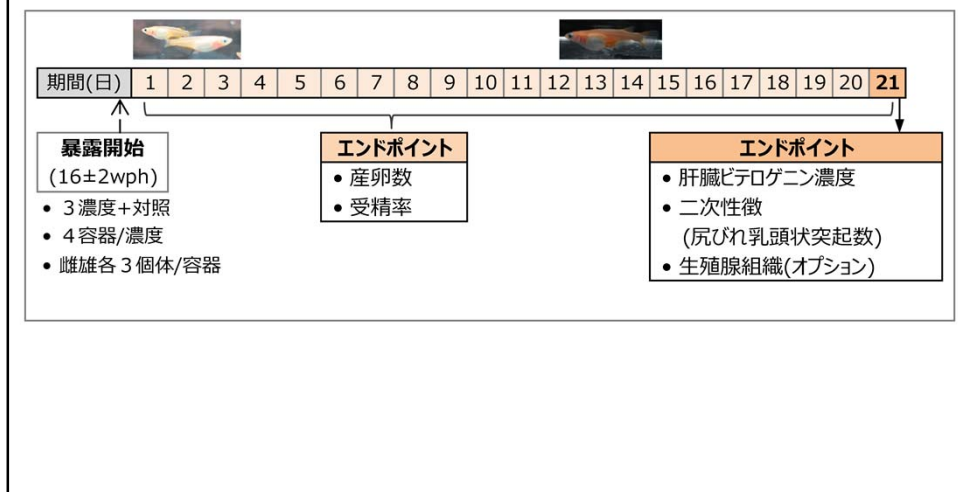 期間(日) 1 2 3 4 5 6 7 8 9 10 11 12 13 14 15 16 17 18 19 20 21
暴露開始
(16±2wph)
• 3濃度+対照
• 4容器/濃度
• 雌雄各3個体/容器
エンドポイント
• 産卵数
• 受精率
エンドポイント
• 肝臓ビテロゲニン濃度
• 二次性徴
(尻びれ乳頭状突起数)
• 生殖腺組織(オプション)